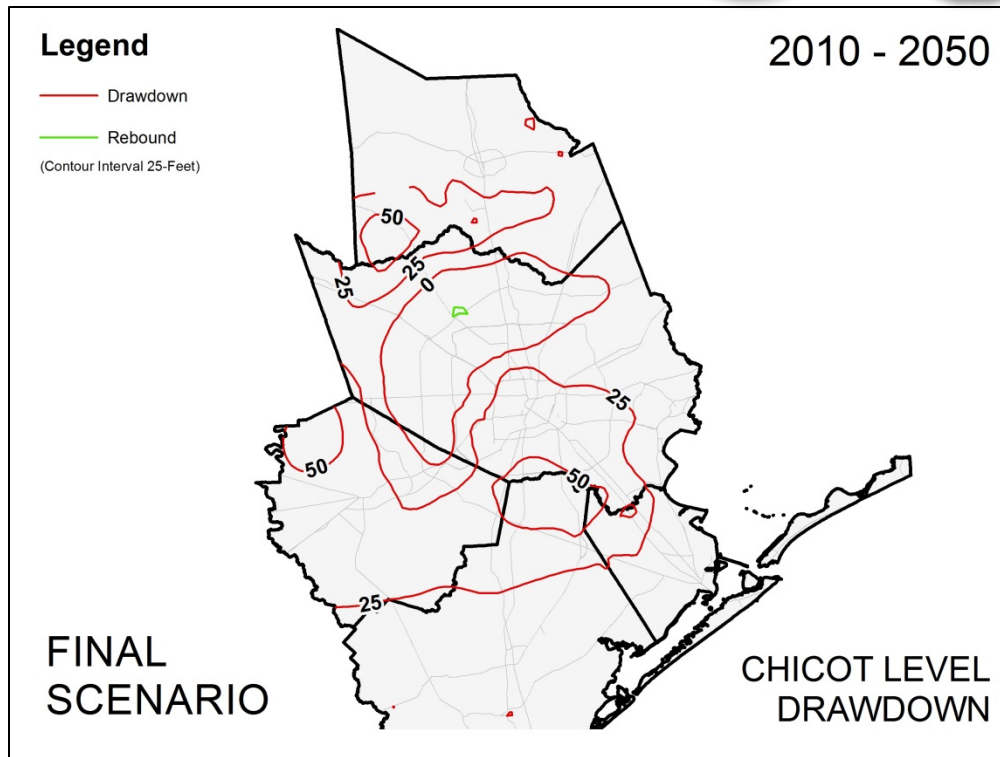 Legend
Drawdown
Rebound
(Contour Interval 25-Feet)
2010 - 2050
50
25
25
0
25
50
50
25
FINAL
SCENARIO
CHICOT LEVEL
DRAWDOWN